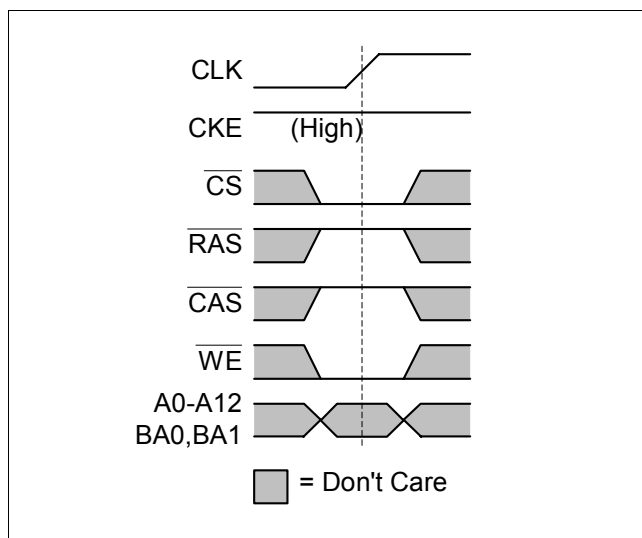 CLK
CKE (High)
CS
RAS
CAS
WE
A0-A12
BA0,BA1
= Don't Care